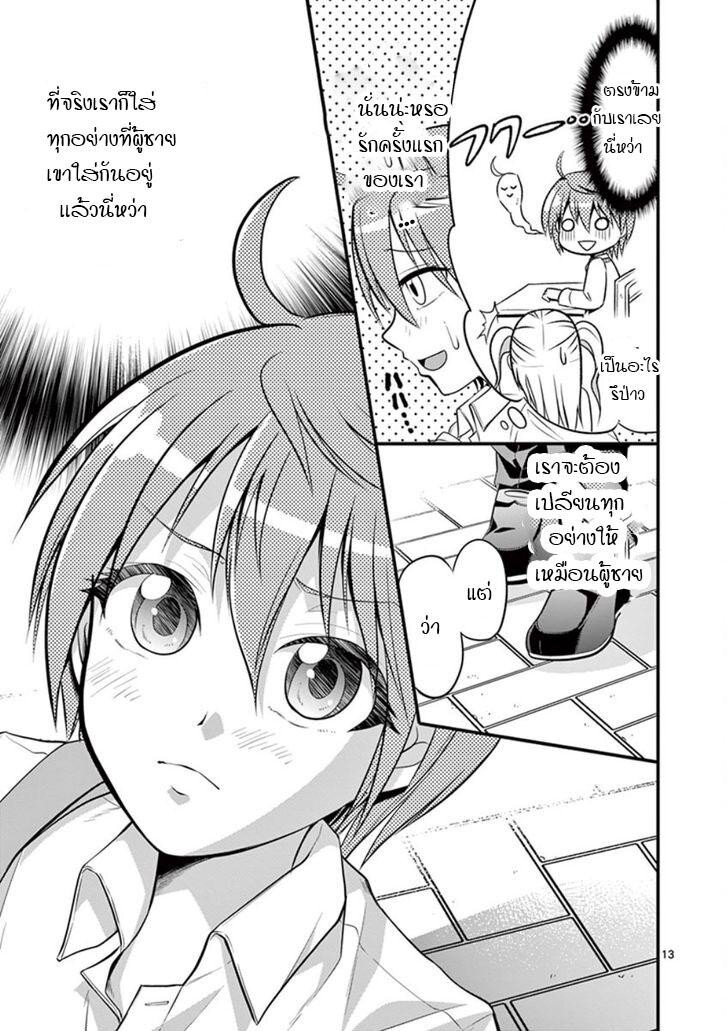 ตรงข้าม
กับเราเลย
นี่หว่า
フワー…
นั่นน่ะหรอ
รักครั้งแรก
ของเรา
...
เป็นอะไร
รึป่าว
เราจะต้อง
เปลี่ยนทุก
อย่างให้
เหมือนผู้ชาย
แต่
ว่า
ที่จริงเราก็ใส่
ทุกอย่างที่ผู้ชาย
เขาใส่กันอยู่
แล้วนี่หว่า
13